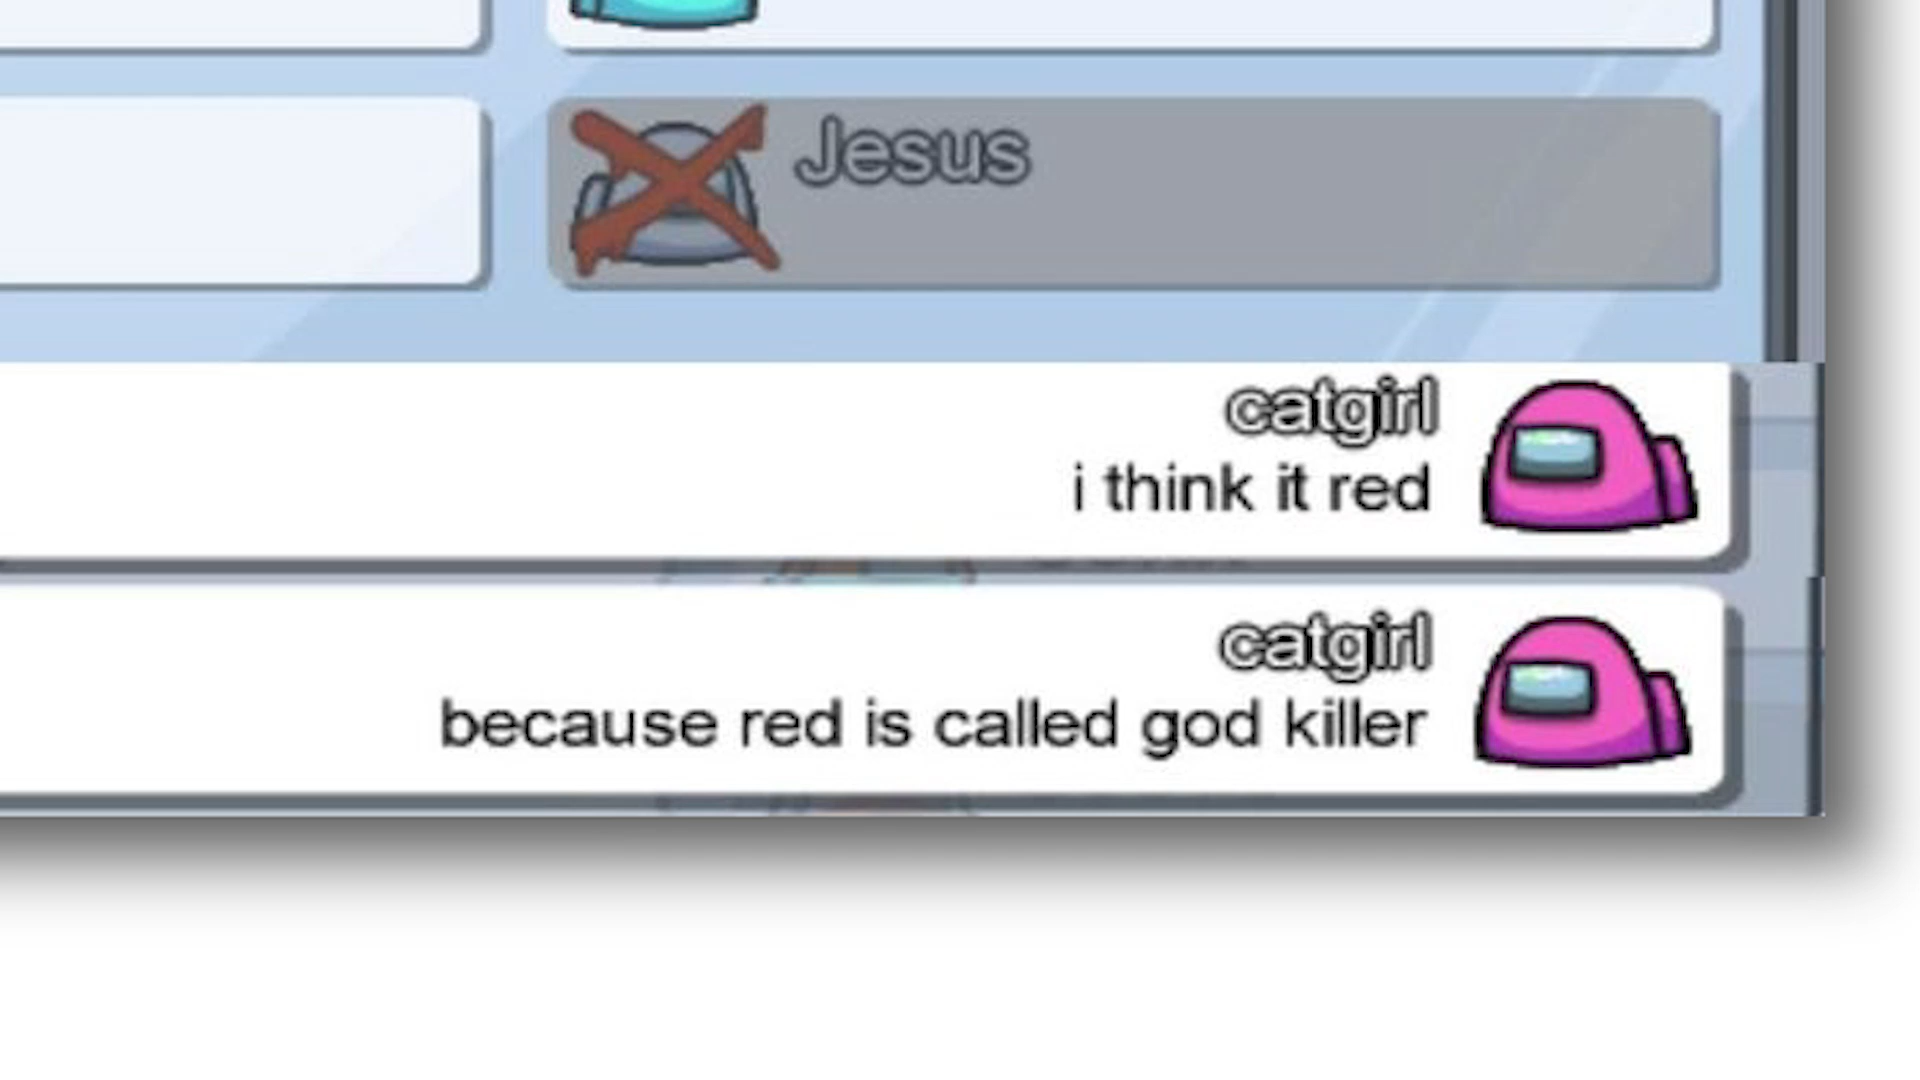 Jesus
catgirl
i think it red
catgirl
because red is called god killer